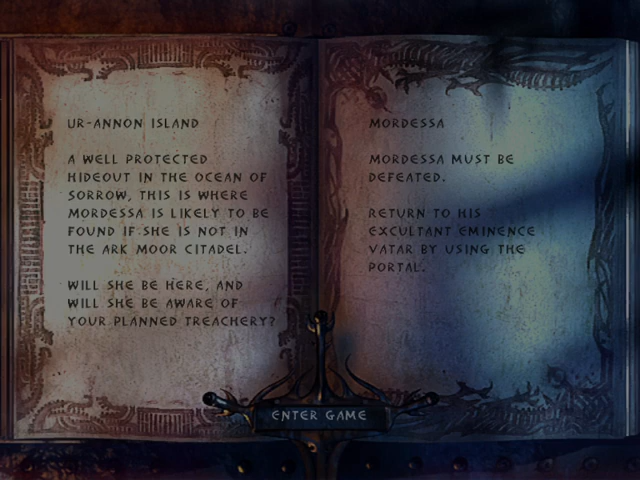 UR-ANNON ISLAND
A WELL PROTECTED
HIDEOUT IN THE OCEAN OF
SORROW, THIS IS WHERE
MORDESSA IS LIKELY TO BE
FOUND IF SHE IS NOT IN
THE ARK MOOR CITADEL.
WILL SHE BE HERE, AND
WILL SHE BE AWARE OF
YOUR PLANNED TREACHERY?
MORDESSA
MORDESSA MUST BE
DEFEATED.
RETURN TO HIS
EXCULTANT EMINENCE
VATAR BY USING THE
PORTAL.
ENTER GAME